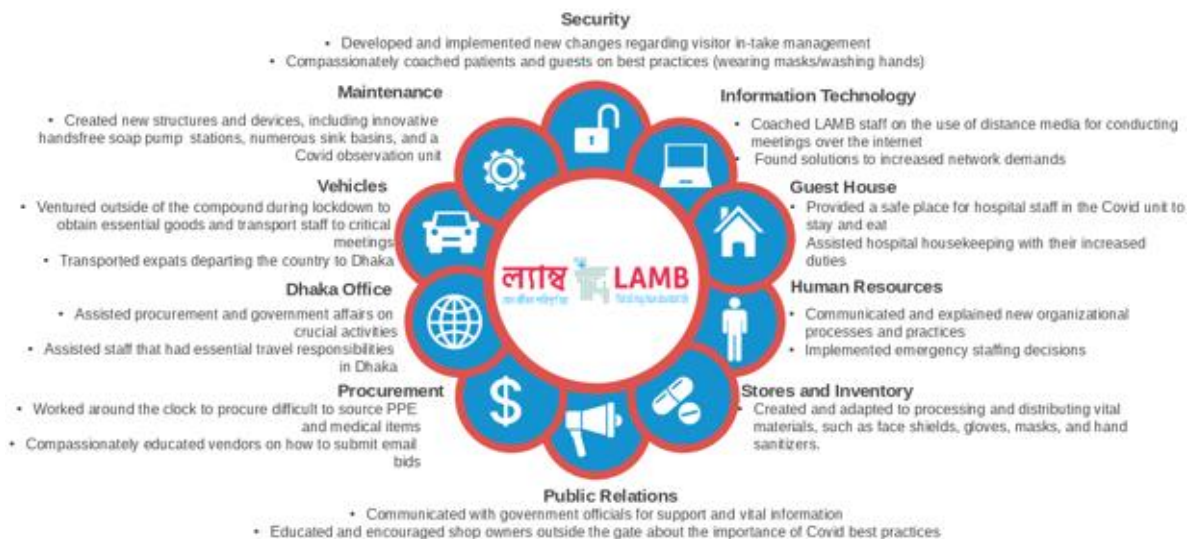 Security
• Developed and implemented new changes regarding visitor in-take management
• Compassionately coached patients and guests on best practices (wearing masks/washing hands)
Maintenance
• Created new structures and devices, including innovative
handsfree soap pump stations, numerous sink basins, and a
Covid observation unit
Information Technology
• Coached LAMB staff on the use of distance media for conducting
meetings over the internet
• Found solutions to increased network demands
Vehicles
• Ventured outside of the compound during lockdown to
obtain essential goods and transport staff to critical
meetings
• Transported expats departing the country to Dhaka
Guest House
• Provided a safe place for hospital staff in the Covid unit to
stay and eat
Assisted hospital housekeeping with their increased
duties
ল্যাম্ব LAMB
Dhaka Office
• Assisted procurement and government affairs on
crucial activities
• Assisted staff that had essential travel responsibilities
in Dhaka
Human Resources
• Communicated and explained new organizational
processes and practices
• Implemented emergency staffing decisions
Procurement
• Worked around the clock to procure difficult to source PPE
and medical items
• Compassionately educated vendors on how to submit email
bids
$
Stores and Inventory
• Created and adapted to processing and distributing vital
materials, such as face shields, gloves, masks, and hand
sanitizers.
Public Relations
• Communicated with government officials for support and vital information
• Educated and encouraged shop owners outside the gate about the importance of Covid best practices